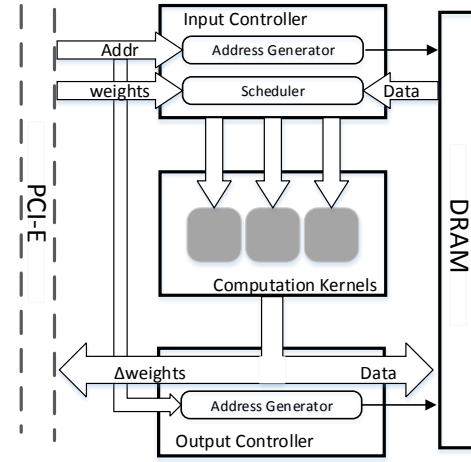 Input Controller
Addr
Address Generator
weights
Scheduler
Data
PCI-E
DRAM
Computation Kernels
Δweights
Data
Address Generator
Output Controller